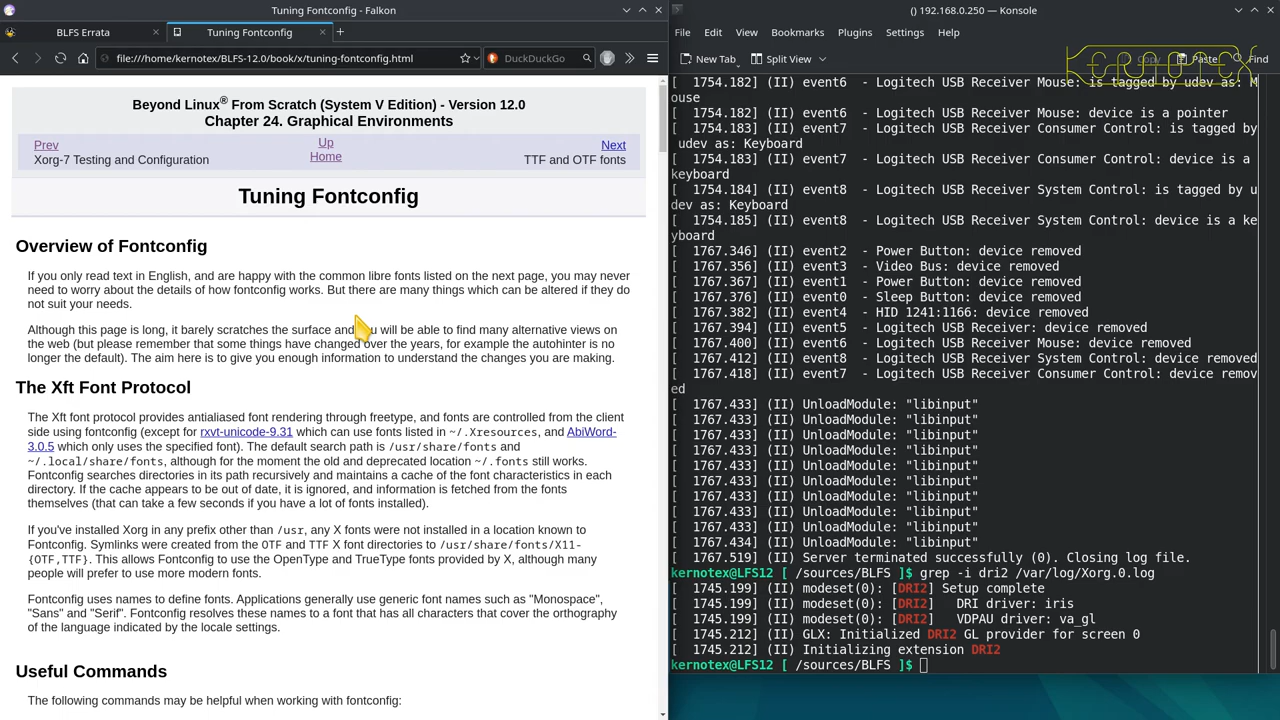 Tuning Fontconfig - Falkon
BLFS Errata
Tuning Fontconfig
file:///home/kernotex/BLFS-12.0/book/x/tuning-fontconfig.html
DuckDuckGo
Beyond Linux® From Scratch (System V Edition) - Version 12.0
Chapter 24. Graphical Environments
Prev
Up
Next
Xorg-7 Testing and Configuration
Home
TTF and OTF fonts
Tuning Fontconfig
Overview of Fontconfig
If you only read text in English, and are happy with the common libre fonts listed on the next page, you may never
need to worry about the details of how fontconfig works. But there are many things which can be altered if they do
not suit your needs.
Although this page is long, it barely scratches the surface and you will be able to find many alternative views on
the web (but please remember that some things have changed over the years, for example the autohinter is no
longer the default). The aim here is to give you enough information to understand the changes you are making.
The Xft Font Protocol
The Xft font protocol provides antialiased font rendering through freetype, and fonts are controlled from the client
side using fontconfig (except for rxvt-unicode-9.31 which can use fonts listed in ~/.Xresources, and AbiWord-
3.0.5 which only uses the specified font). The default search path is /usr/share/fonts and
~/.local/share/fonts, although for the moment the old and deprecated location ~/.fonts still works.
Fontconfig searches directories in its path recursively and maintains a cache of the font characteristics in each
directory. If the cache appears to be out of date, it is ignored, and information is fetched from the fonts
themselves (that can take a few seconds if you have a lot of fonts installed).
If you've installed Xorg in any prefix other than /usr, any X fonts were not installed in a location known to
Fontconfig. Symlinks were created from the OTF and TTF X font directories to /usr/share/fonts/X11-
{OTF,TTF}. This allows Fontconfig to use the OpenType and TrueType fonts provided by X, although many
people will prefer to use more modern fonts.
Fontconfig uses names to define fonts. Applications generally use generic font names such as "Monospace",
"Sans" and "Serif". Fontconfig resolves these names to a font that has all characters that cover the orthography
of the language indicated by the locale settings.
Useful Commands
The following commands may be helpful when working with fontconfig:
() 192.168.0.250 — Konsole
File Edit View Bookmarks Plugins Settings Help
New Tab Split View Copy Paste Find
KERNOTEX
[  1754.182] (II) event6  - Logitech USB Receiver Mouse: is tagged by udev as: M
ouse
[  1754.182] (II) event6  - Logitech USB Receiver Mouse: device is a pointer
[  1754.183] (II) event7  - Logitech USB Receiver Consumer Control: is tagged by
 udev as: Keyboard
[  1754.183] (II) event7  - Logitech USB Receiver Consumer Control: device is a
keyboard
[  1754.184] (II) event8  - Logitech USB Receiver System Control: is tagged by u
dev as: Keyboard
[  1754.185] (II) event8  - Logitech USB Receiver System Control: device is a ke
yboard
[  1767.346] (II) event2  - Power Button: device removed
[  1767.356] (II) event3  - Video Bus: device removed
[  1767.367] (II) event1  - Power Button: device removed
[  1767.376] (II) event0  - Sleep Button: device removed
[  1767.382] (II) event4  - HID 1241:1166: device removed
[  1767.394] (II) event5  - Logitech USB Receiver: device removed
[  1767.400] (II) event6  - Logitech USB Receiver Mouse: device removed
[  1767.412] (II) event8  - Logitech USB Receiver System Control: device removed
[  1767.418] (II) event7  - Logitech USB Receiver Consumer Control: device remov
ed
[  1767.433] (II) UnloadModule: "libinput"
[  1767.433] (II) UnloadModule: "libinput"
[  1767.433] (II) UnloadModule: "libinput"
[  1767.433] (II) UnloadModule: "libinput"
[  1767.433] (II) UnloadModule: "libinput"
[  1767.433] (II) UnloadModule: "libinput"
[  1767.433] (II) UnloadModule: "libinput"
[  1767.433] (II) UnloadModule: "libinput"
[  1767.434] (II) UnloadModule: "libinput"
[  1767.434] (II) UnloadModule: "libinput"
[  1767.519] (II) Server terminated successfully (0). Closing log file.
kernotex@LFS12 [ /sources/BLFS ]$ grep -i dri2 /var/log/Xorg.0.log
[  1745.199] (II) modeset(0): [DRI2] Setup complete
[  1745.199] (II) modeset(0): [DRI2]   DRI driver: iris
[  1745.199] (II) modeset(0): [DRI2]   VDPAU driver: va_gl
[  1745.212] (II) GLX: Initialized DRI2 GL provider for screen 0
[  1745.212] (II) Initializing extension DRI2
kernotex@LFS12 [ /sources/BLFS ]$